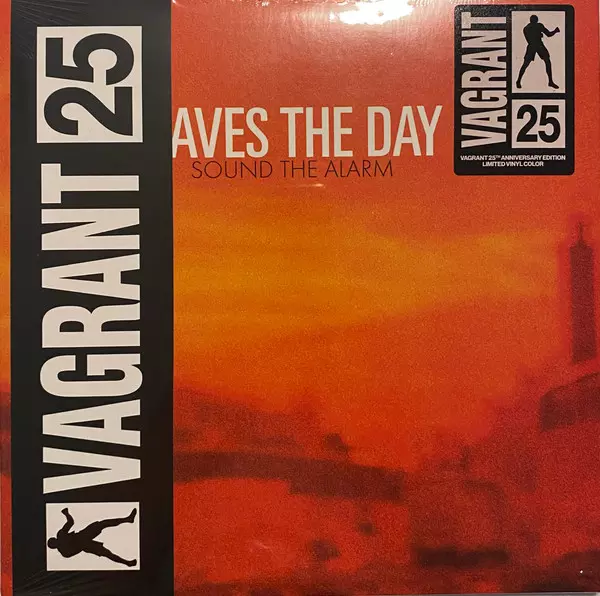 VAGRANT 25
AVES THE DAY
SOUND THE ALARM
VAGRANT
25
VAGRANT 25TH ANNIVERSARY EDITION
LIMITED VINYL COLOR